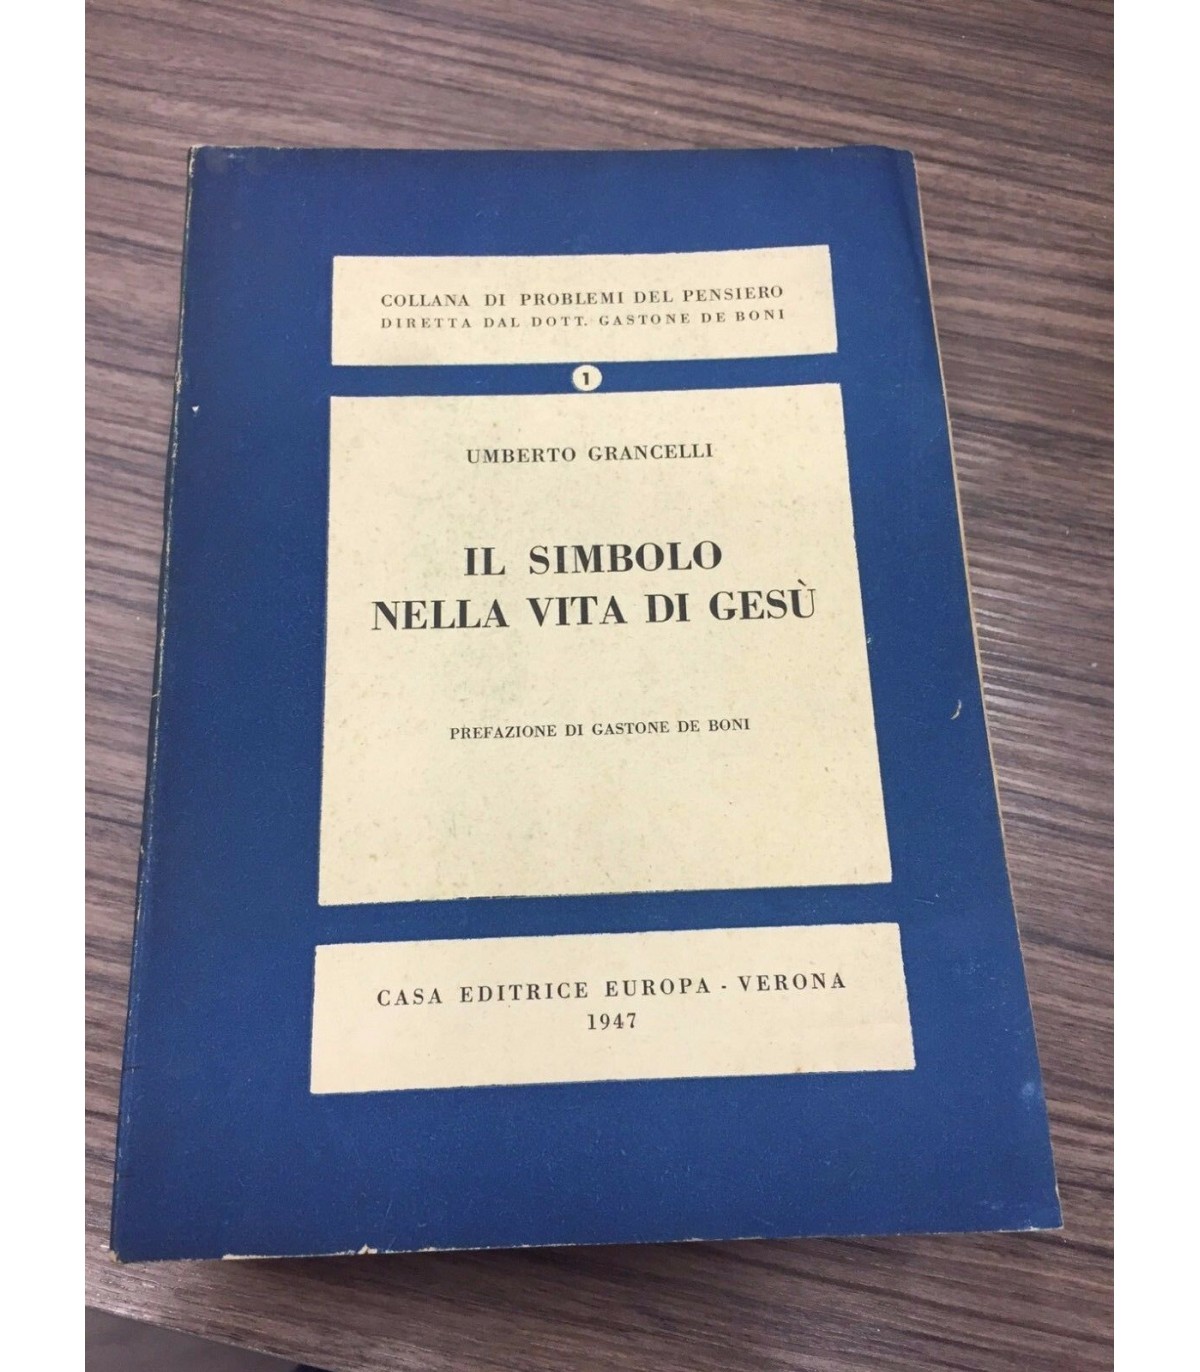 COLLANA DI PROBLEMI DEL PENSIERO
DIRETTA DAL DOTT. GASTONE DE BONI
1
UMBERTO GRANCELLI
IL SIMBOLO
NELLA VITA DI GESÙ
PREFAZIONE DI GASTONE DE BONI
CASA EDITRICE EUROPA - VERONA
1947